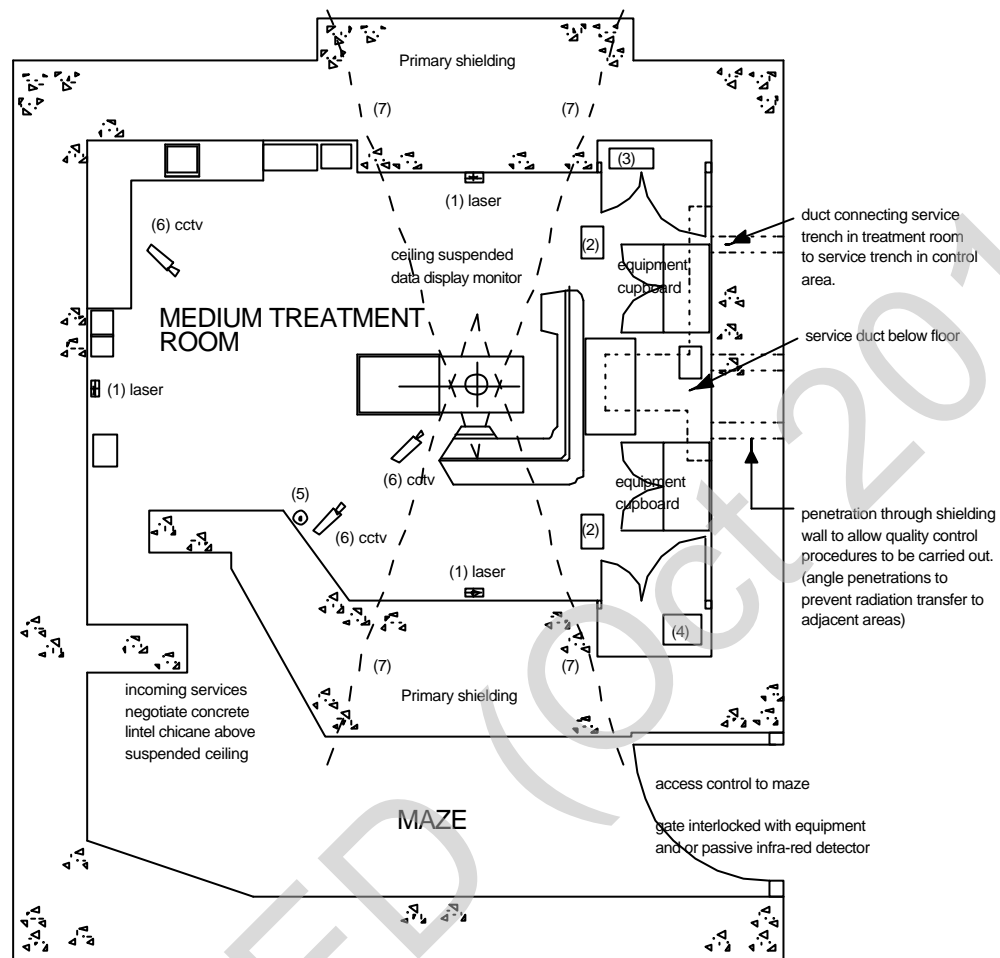 Primary shielding
(7)
(7)
(3)
(1) laser
(6) cctv
(2)
duct connecting service
trench in treatment room
to service trench in control
area.
ceiling suspended
data display monitor
equipment
cupboard
MEDIUM TREATMENT
ROOM
service duct below floor
(1) laser
(6) cctv
equipment
cupboard
(5)
(6) cctv
(2)
penetration through shielding
wall to allow quality control
procedures to be carried out.
(angle penetrations to
prevent radiation transfer to
adjacent areas)
(1) laser
(4)
(7)
(7)
Primary shielding
incoming services
negotiate concrete
lintel chicane above
suspended ceiling
access control to maze
MAZE
gate interlocked with equipment
and or passive infra-red detector
ED (Oct 201